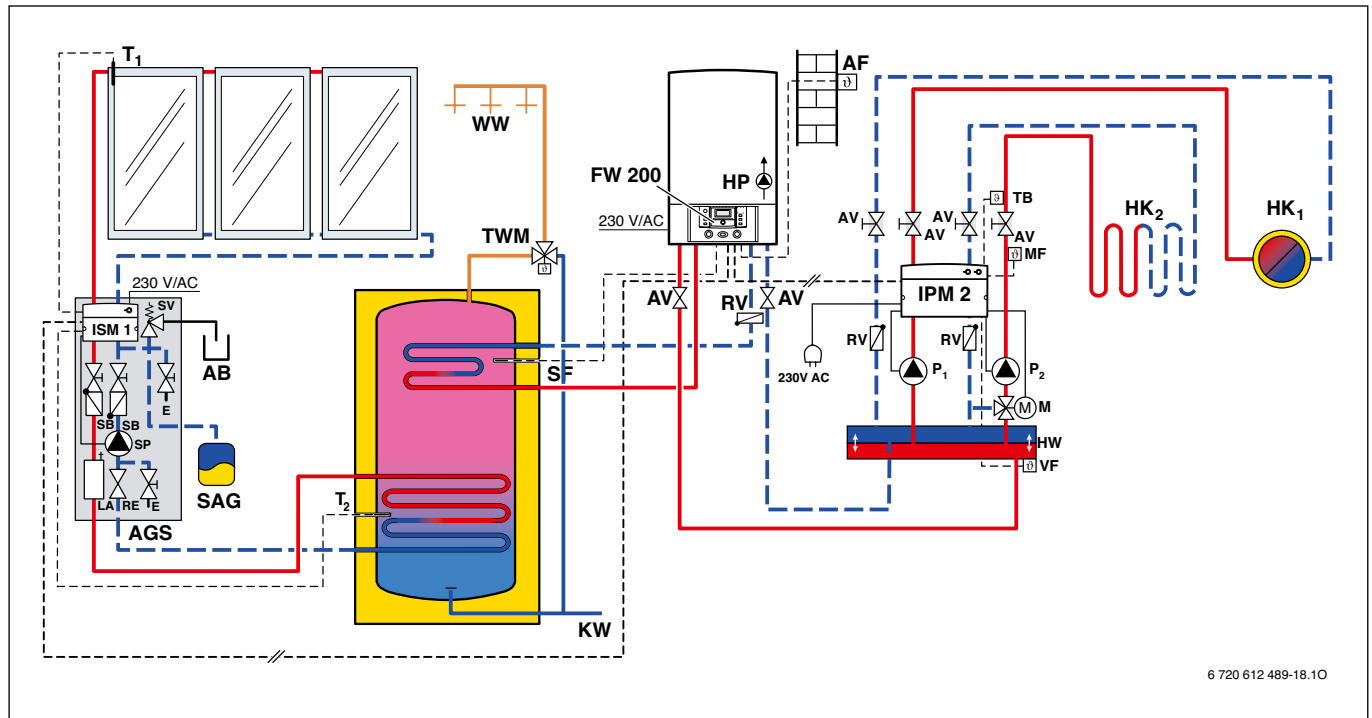 T1
AF
ϑ
WW
FW 200
HP
230 V/AC
TWM
ϑ
TB
ϑ
HK2
HK1
AV
AV
AV
AV
MF
ϑ
230 V/AC
SV
ISM 1
AB
AV
RV
AV
IPM 2
RV
RV
230V AC
P1
P2
E
SB
SB
SP
SF
M
M
HW
VF
ϑ
SAG
LA
RE
E
T2
AGS
KW
6 720 612 489-18.1O